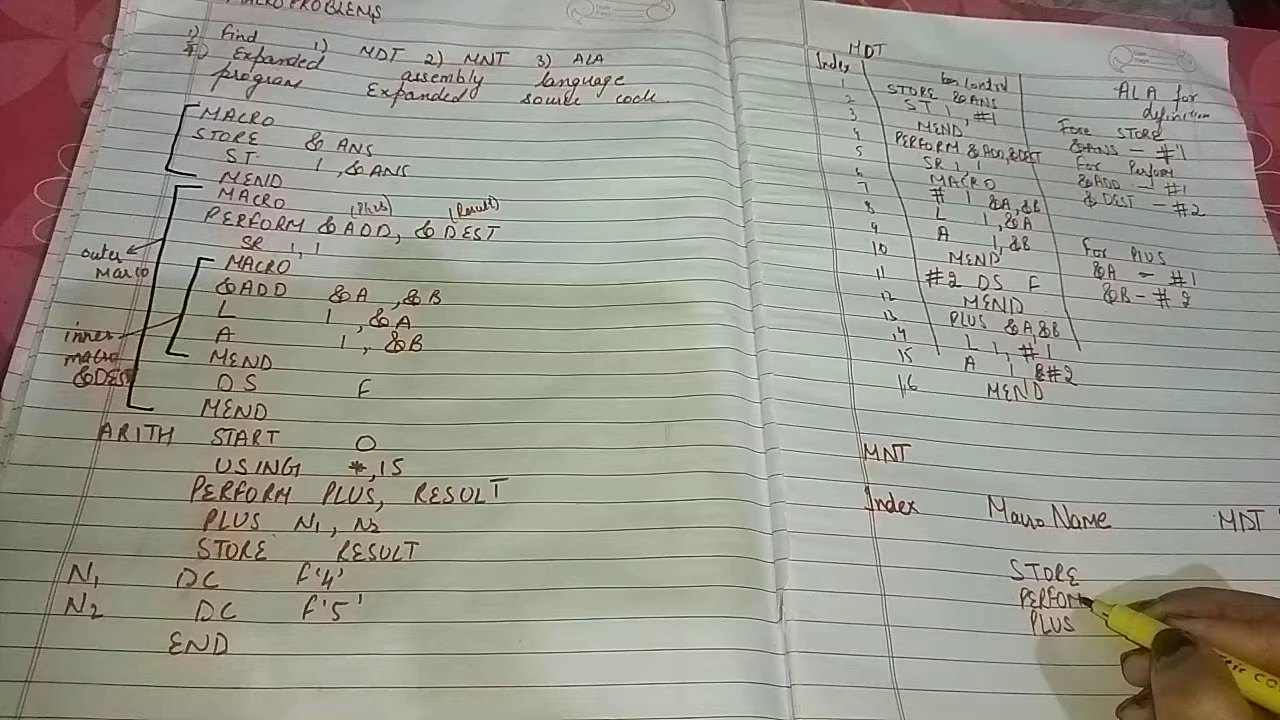 MACRO PROBLEMS
1) Find 1) MDT 2) MNT 3) ALA
Expanded assembly language
program Expanded source code.
MACRO
STORE &ANS
ST 1, &ANS
MEND
MACRO
(Plus) (Result)
PERFORM &ADD, &DEST
SR 1, 1
outer
Marco
MACRO
&ADD &A, &B
L 1, &A
inner
macro
A 1, &B
MEND
&DEST DS F
MEND
ARITH START 0
USING *,15
PERFORM PLUS, RESULT
PLUS N1, N2
STORE RESULT
N1 DC F'4'
N2 DC F'5'
END
MDT
Index
1 STORE &ANS
2 ST 1, #1
3 MEND
4 PERFORM &ADD, &DEST
5 SR 1, 1
6 MACRO
7 # 1 &A, &B
8 L 1, &A
9 A 1, &B
10 MEND
11 #2 DS F
12 MEND
13 PLUS &A, &B
14 L 1, #1
15 A 1 &#2
16 MEND
ALA for
definition
For STORE
&ANS - #1
For Perform
&ADD - #1
&DEST - #2
For PlUS
&A - #1
&B - #2
MNT
Index Macro Name MDT
STORE
PERFORM
PLUS